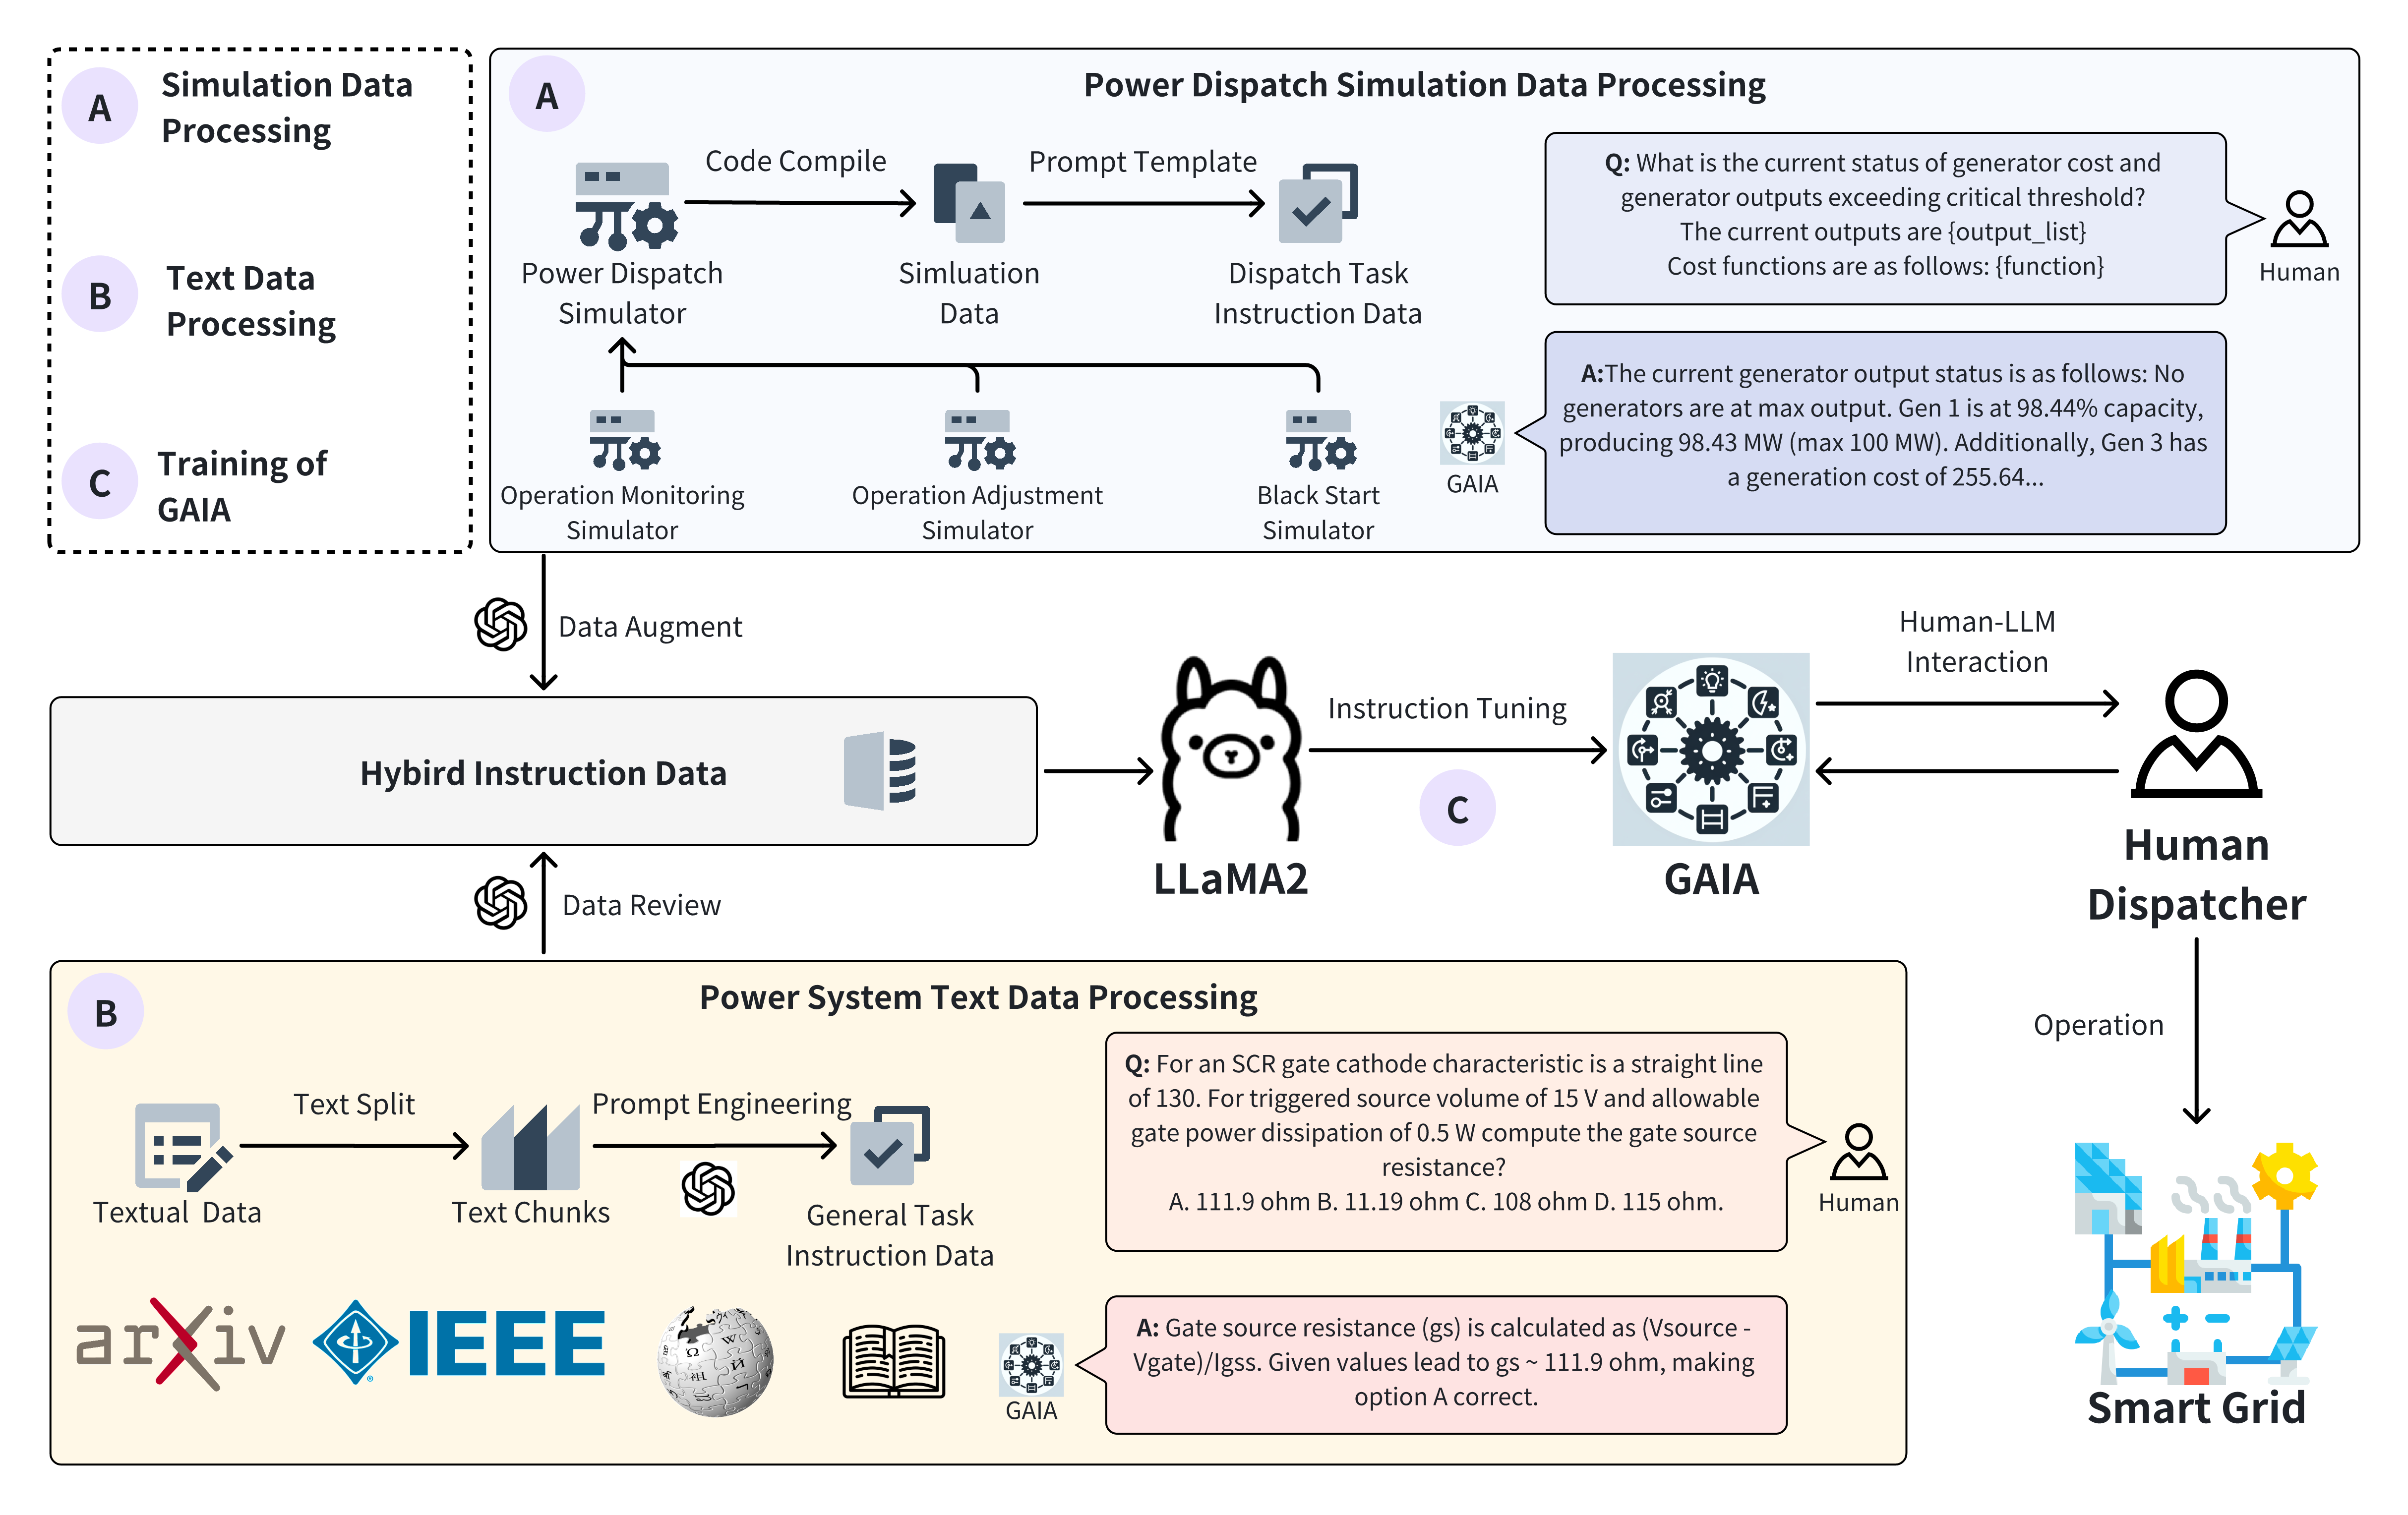 A
Simulation Data
Processing
B
Text Data
Processing
C
Training of
GAIA
A
Power Dispatch Simulation Data Processing
Code Compile
Prompt Template
Power Dispatch
Simulator
Simluation
Data
Dispatch Task
Instruction Data
Operation Monitoring
Simulator
Operation Adjustment
Simulator
Black Start
Simulator
Q: What is the current status of generator cost and
generator outputs exceeding critical threshold?
The current outputs are {output_list}
Cost functions are as follows: {function}
Human
A:The current generator output status is as follows: No
generators are at max output. Gen 1 is at 98.44% capacity,
producing 98.43 MW (max 100 MW). Additionally, Gen 3 has
a generation cost of 255.64...
GAIA
Data Augment
Hybird Instruction Data
LLaMA2
Instruction Tuning
C
GAIA
Human-LLM
Interaction
Human
Dispatcher
Operation
Smart Grid
Data Review
B
Power System Text Data Processing
Text Split
Prompt Engineering
Textual Data
Text Chunks
General Task
Instruction Data
arXiv
IEEE
Q: For an SCR gate cathode characteristic is a straight line
of 130. For triggered source volume of 15 V and allowable
gate power dissipation of 0.5 W compute the gate source
resistance?
A. 111.9 ohm B. 11.19 ohm C. 108 ohm D. 115 ohm.
Human
A: Gate source resistance (gs) is calculated as (Vsource -
Vgate)/Igss. Given values lead to gs ~ 111.9 ohm, making
option A correct.
GAIA